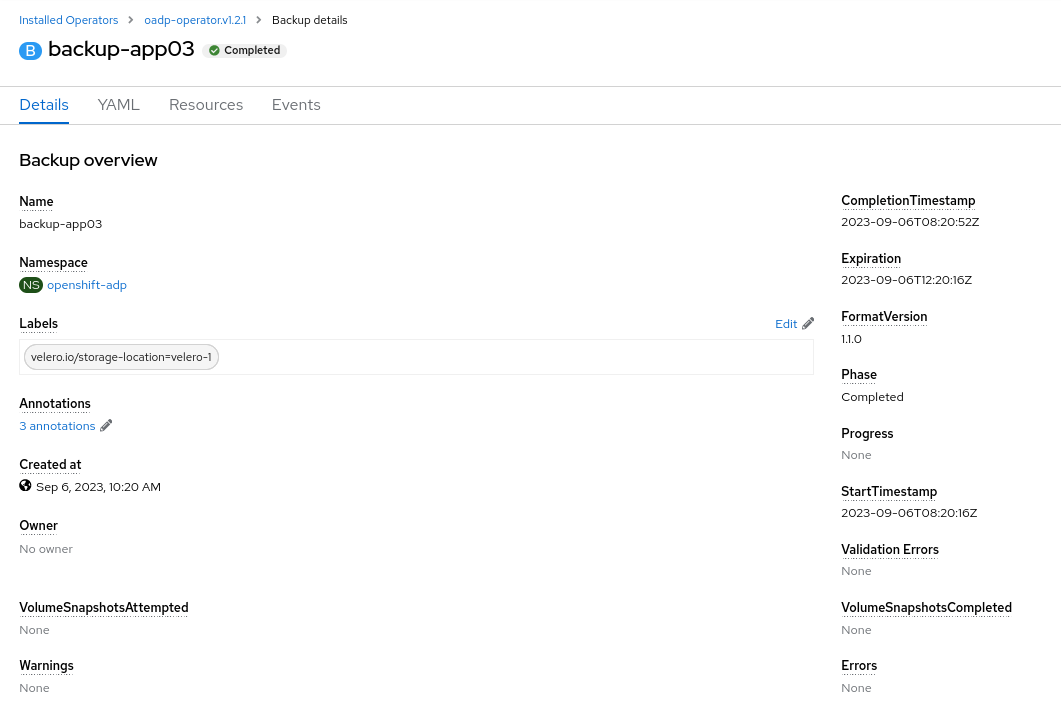 Installed Operators > oadp-operator.v1.2.1 > Backup details
B backup-app03 Completed
Details YAML Resources Events
Backup overview
Name
backup-app03
Namespace
NS openshift-adp
Labels Edit
velero.io/storage-location=velero-1
Annotations
3 annotations
Created at
Sep 6, 2023, 10:20 AM
Owner
No owner
VolumeSnapshotsAttempted
None
Warnings
None
CompletionTimestamp
2023-09-06T08:20:52Z
Expiration
2023-09-06T12:20:16Z
FormatVersion
1.1.0
Phase
Completed
Progress
None
StartTimestamp
2023-09-06T08:20:16Z
Validation Errors
None
VolumeSnapshotsCompleted
None
Errors
None